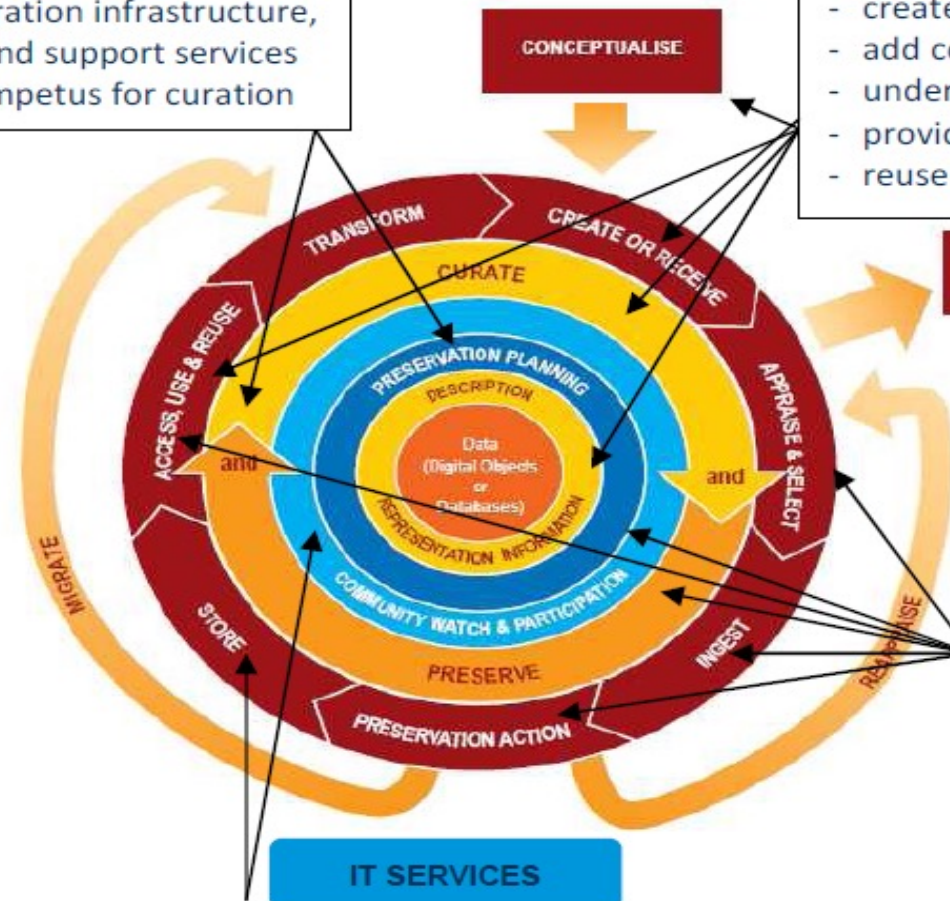 ration infrastructure,
nd support services
mpetus for curation
CONCEPTUALISE
- create
- add co
- under
- provid
- reuse
TRANSFORM
CREATE OR RECEIVE
CURATE
ACCESS, USE & REUSE
PRESERVATION PLANNING
DESCRIPTION
APPRAISE & SELECT
Data
(Digital Objects
or
Databases)
and
and
REPRESENTATION INFORMATION
COMMUNITY WATCH & PARTICIPATION
MIGRATE
STORE
PRESERVE
INGEST
REAPPRAISE
PRESERVATION ACTION
IT SERVICES